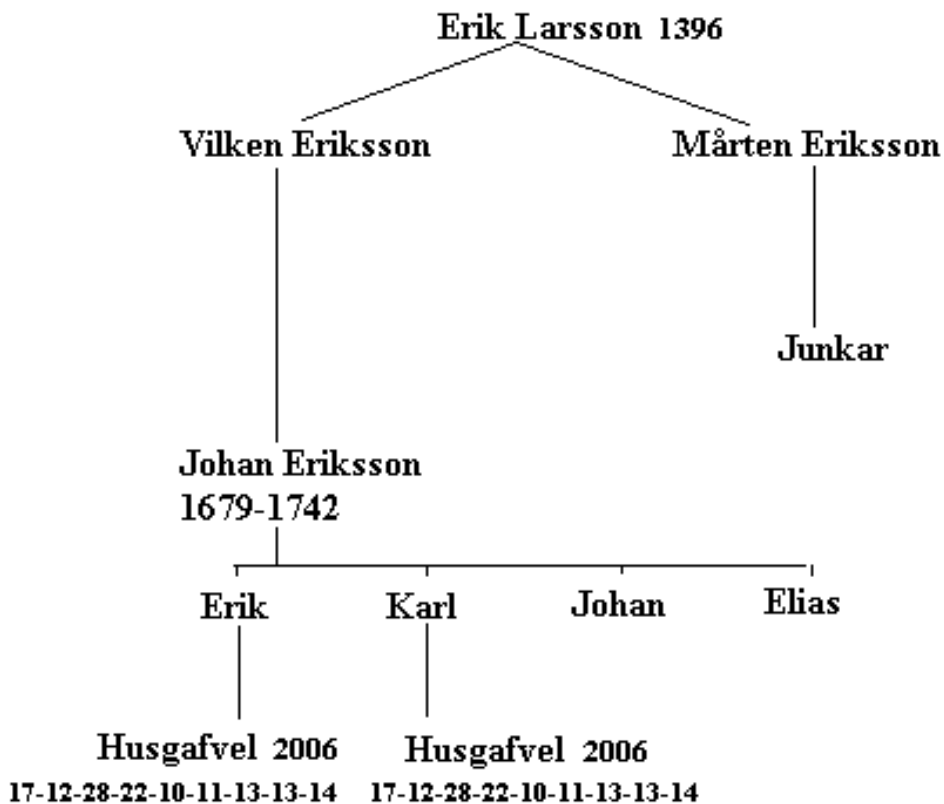 Erik Larsson 1396
Vilken Eriksson
Mårten Eriksson
Junkar
Johan Eriksson
1679-1742
Erik
Karl
Johan
Elias
Husgafvel 2006
Husgafvel 2006
17-12-28-22-10-11-13-13-14
17-12-28-22-10-11-13-13-14